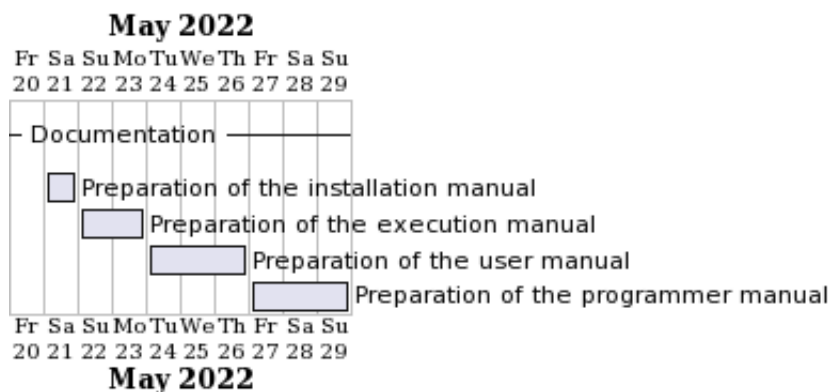 May 2022
Fr Sa Su Mo Tu We Th Fr Sa Su
20 21 22 23 24 25 26 27 28 29
Documentation
Preparation of the installation manual
Preparation of the execution manual
Preparation of the user manual
Preparation of the programmer manual
Fr Sa Su Mo Tu We Th Fr Sa Su
20 21 22 23 24 25 26 27 28 29
May 2022